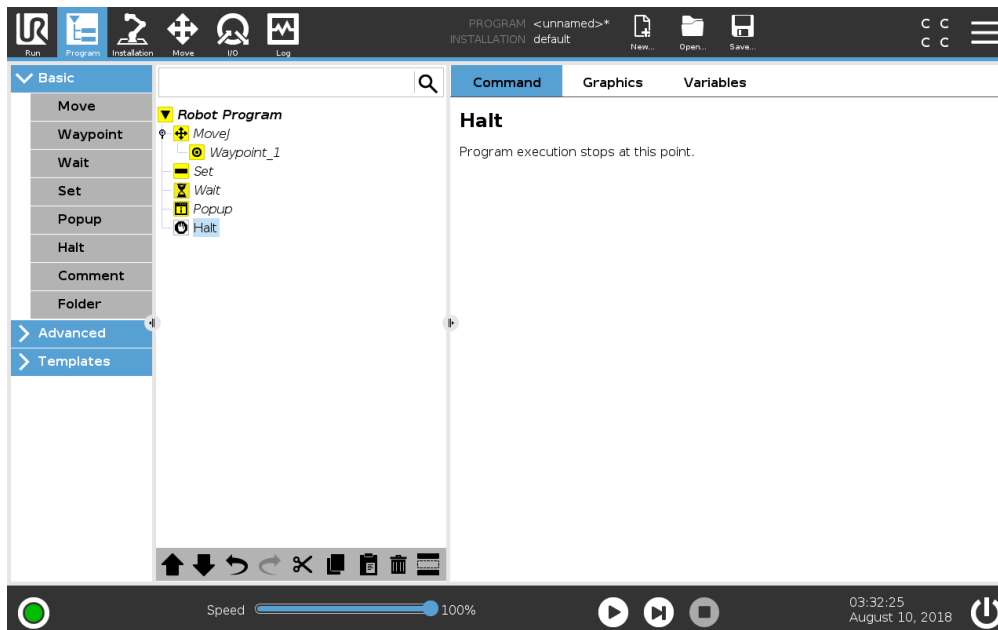 PROGRAM <unnamed>*
INSTALLATION default
UR
Run
Program
Installation
Move
I/O
Log
New...
Open...
Save...
C C
C C
Basic
Move
Waypoint
Wait
Set
Popup
Halt
Comment
Folder
Advanced
Templates
Robot Program
MoveJ
Waypoint_1
Set
Wait
Popup
Halt
Command
Graphics
Variables
Halt
Program execution stops at this point.
Speed
100%
03:32:25
August 10, 2018